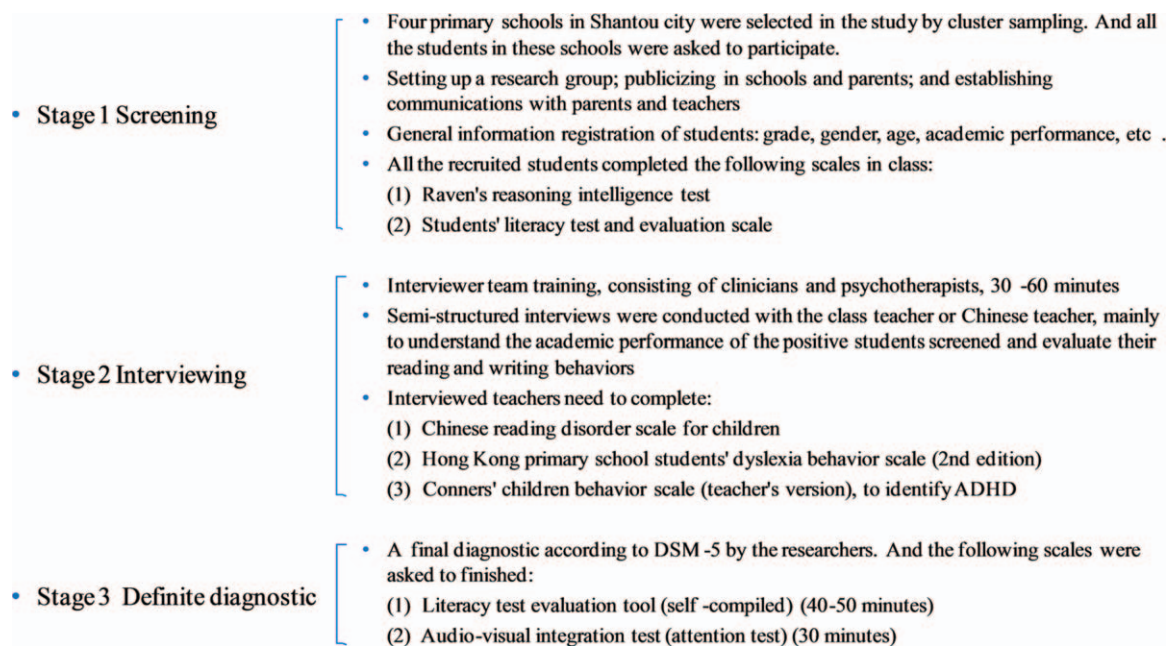 • Stage 1 Screening
• Four primary schools in Shantou city were selected in the study by cluster sampling. And all
the students in these schools were asked to participate.
• Setting up a research group; publicizing in schools and parents; and establishing
communications with parents and teachers
• General information registration of students: grade, gender, age, academic performance, etc .
• All the recruited students completed the following scales in class:
(1) Raven's reasoning intelligence test
(2) Students' literacy test and evaluation scale
• Stage 2 Interviewing
• Interviewer team training, consisting of clinicians and psychotherapists, 30 -60 minutes
• Semi-structured interviews were conducted with the class teacher or Chinese teacher, mainly
to understand the academic performance of the positive students screened and evaluate their
reading and writing behaviors
• Interviewed teachers need to complete:
(1) Chinese reading disorder scale for children
(2) Hong Kong primary school students' dyslexia behavior scale (2nd edition)
(3) Conners' children behavior scale (teacher's version), to identify ADHD
• Stage 3 Definite diagnostic
• A final diagnostic according to DSM -5 by the researchers. And the following scales were
asked to finished:
(1) Literacy test evaluation tool (self -compiled) (40-50 minutes)
(2) Audio-visual integration test (attention test) (30 minutes)